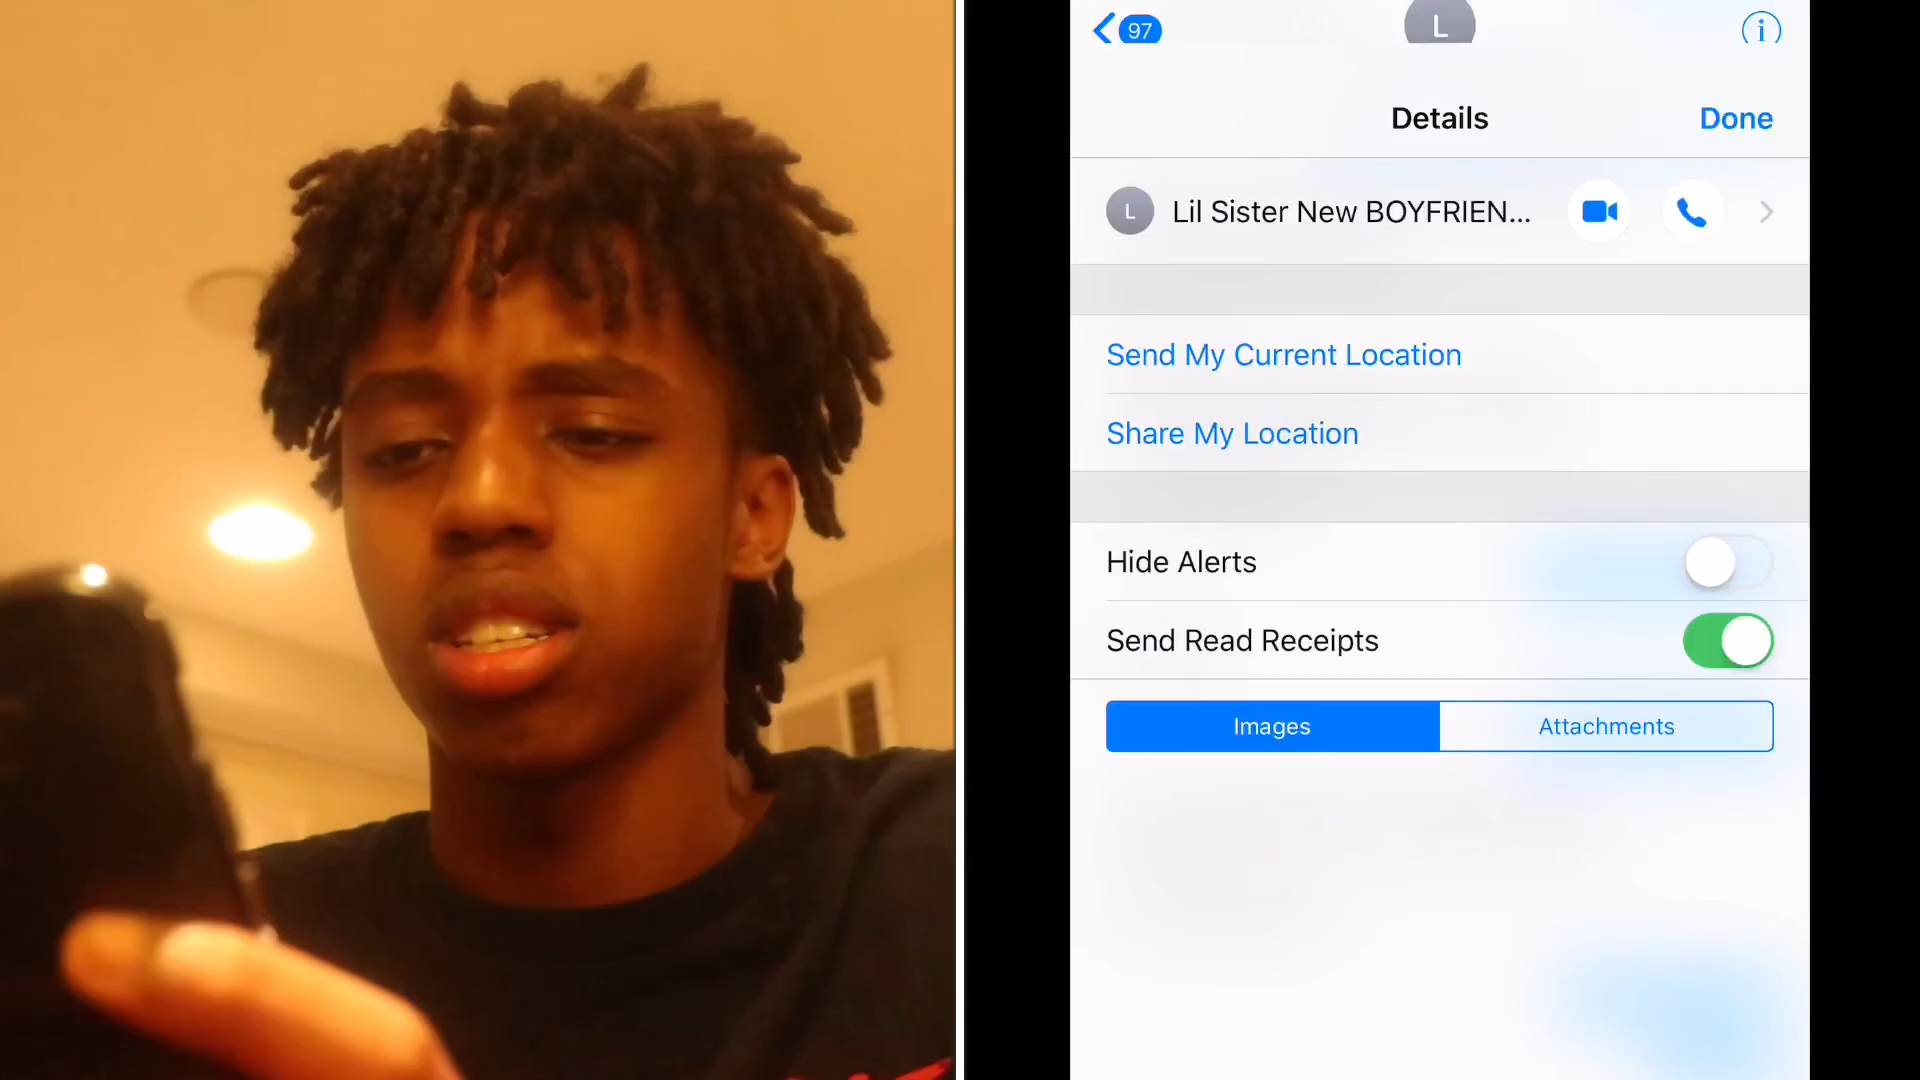 97
L
i
Details
Done
L
Lil Sister New BOYFRIEN...
Send My Current Location
Share My Location
Hide Alerts
Send Read Receipts
Images
Attachments